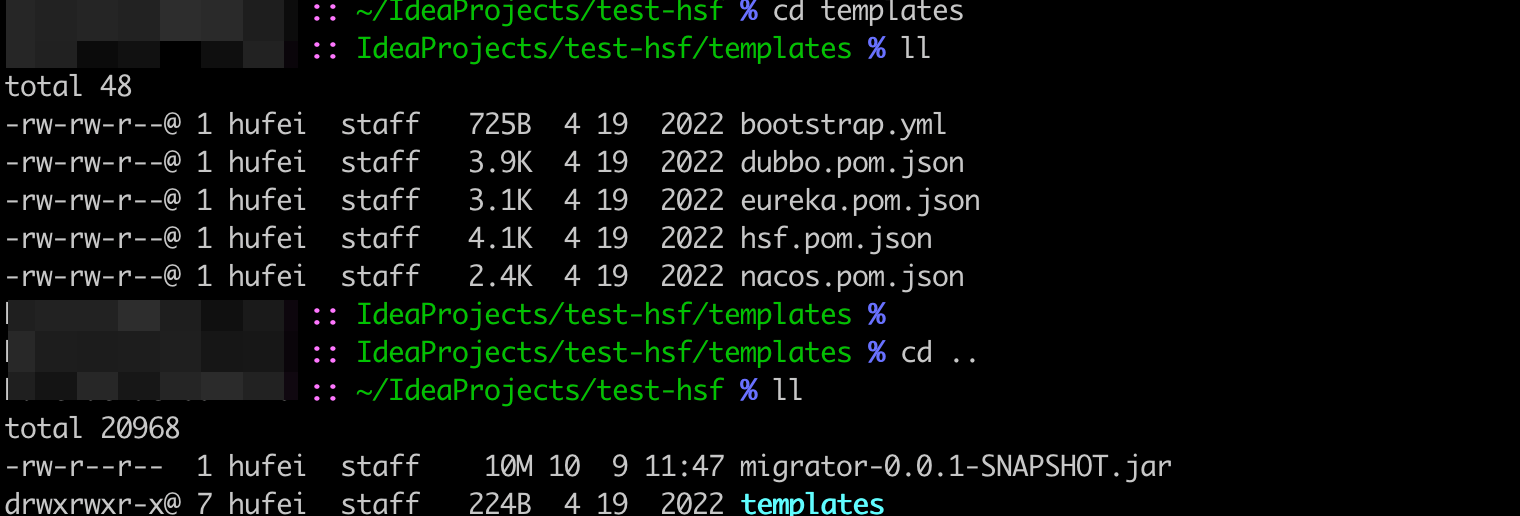 :: ~/IdeaProjects/test-hsf % cd templates
:: IdeaProjects/test-hsf/templates % ll
total 48
-rw-rw-r--@ 1 hufei  staff   725B  4 19  2022 bootstrap.yml
-rw-rw-r--@ 1 hufei  staff   3.9K  4 19  2022 dubbo.pom.json
-rw-rw-r--@ 1 hufei  staff   3.1K  4 19  2022 eureka.pom.json
-rw-rw-r--@ 1 hufei  staff   4.1K  4 19  2022 hsf.pom.json
-rw-rw-r--@ 1 hufei  staff   2.4K  4 19  2022 nacos.pom.json
:: IdeaProjects/test-hsf/templates %
:: IdeaProjects/test-hsf/templates % cd ..
:: ~/IdeaProjects/test-hsf % ll
total 20968
-rw-r--r--  1 hufei  staff    10M 10  9 11:47 migrator-0.0.1-SNAPSHOT.jar
drwxrwxr-x@ 7 hufei  staff   224B  4 19  2022 templates